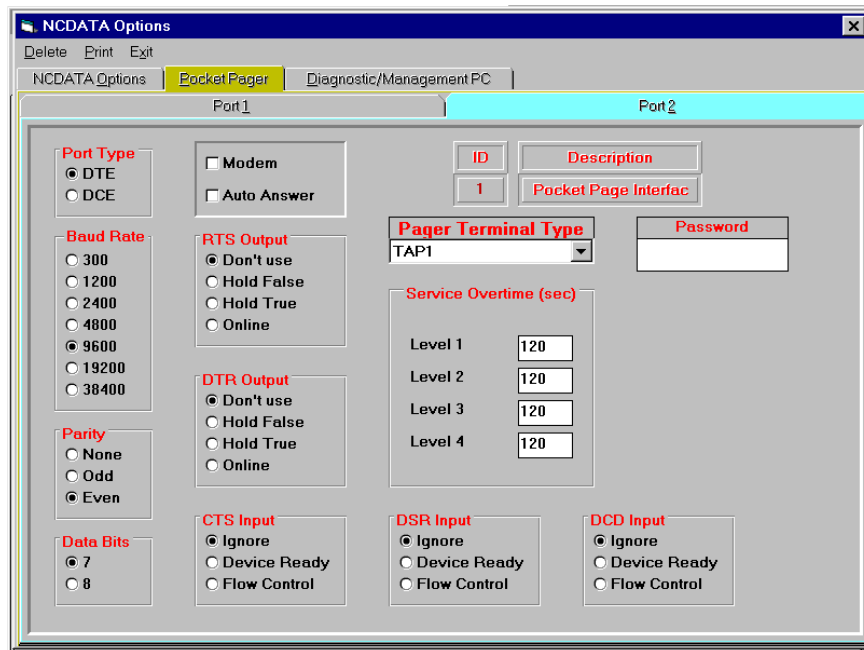 NCDATA Options
Delete Print Exit
NCDATA Options Pocket Pager Diagnostic/Management PC
Port 1 Port 2
Port Type
DTE
DCE
Modem
Auto Answer
ID Description
1 Pocket Page Interfac
Baud Rate
300
1200
2400
4800
9600
19200
38400
RTS Output
Don't use
Hold False
Hold True
Online
Pager Terminal Type
TAP1
Password
Service Overtime (sec)
Level 1 120
Level 2 120
Level 3 120
Level 4 120
DTR Output
Don't use
Hold False
Hold True
Online
Parity
None
Odd
Even
Data Bits
7
8
CTS Input
Ignore
Device Ready
Flow Control
DSR Input
Ignore
Device Ready
Flow Control
DCD Input
Ignore
Device Ready
Flow Control